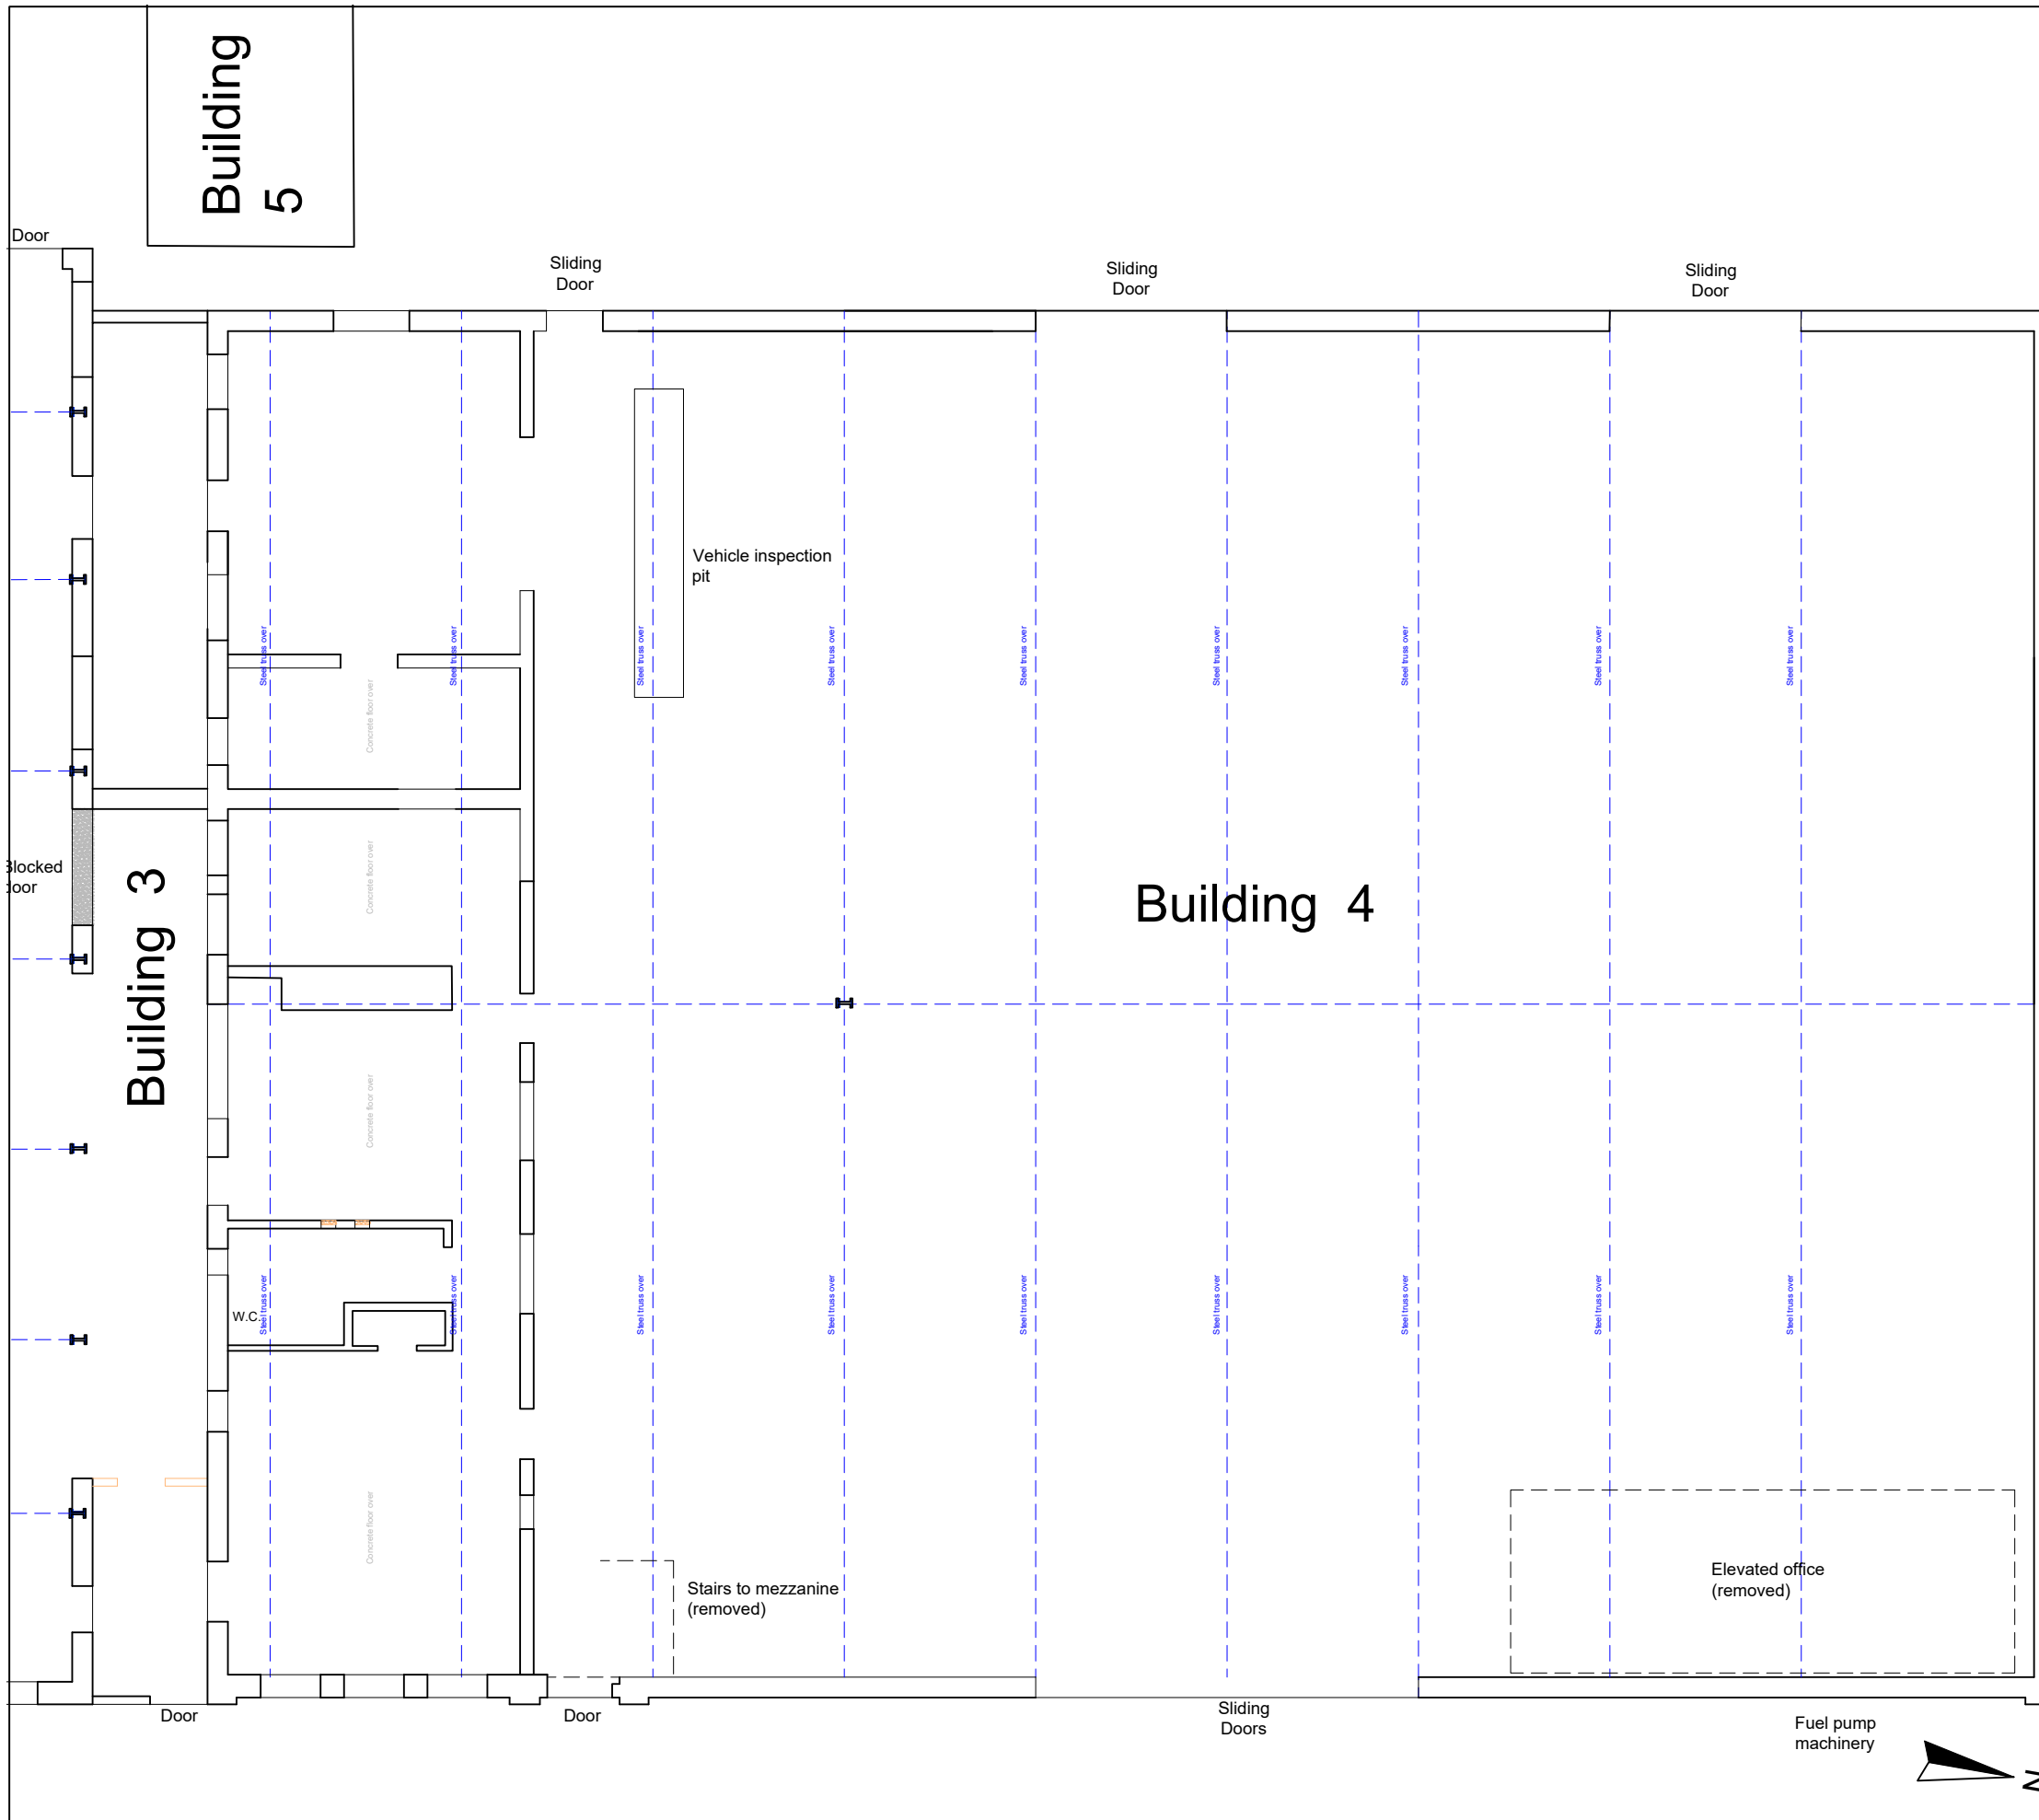 Building
5
Door
Sliding
Door
Sliding
Door
Sliding
Door
Vehicle inspection
pit
Steel truss over
Steel truss over
Steel truss over
Steel truss over
Steel truss over
Steel truss over
Steel truss over
Steel truss over
Steel truss over
Concrete floor over
Concrete floor over
Blocked
door
Building 3
Building 4
Concrete floor over
W.C.
Steel truss over
Steel truss over
Steel truss over
Steel truss over
Steel truss over
Steel truss over
Steel truss over
Steel truss over
Steel truss over
Concrete floor over
Stairs to mezzanine
(removed)
Elevated office
(removed)
Door
Door
Sliding
Doors
Fuel pump
machinery
N